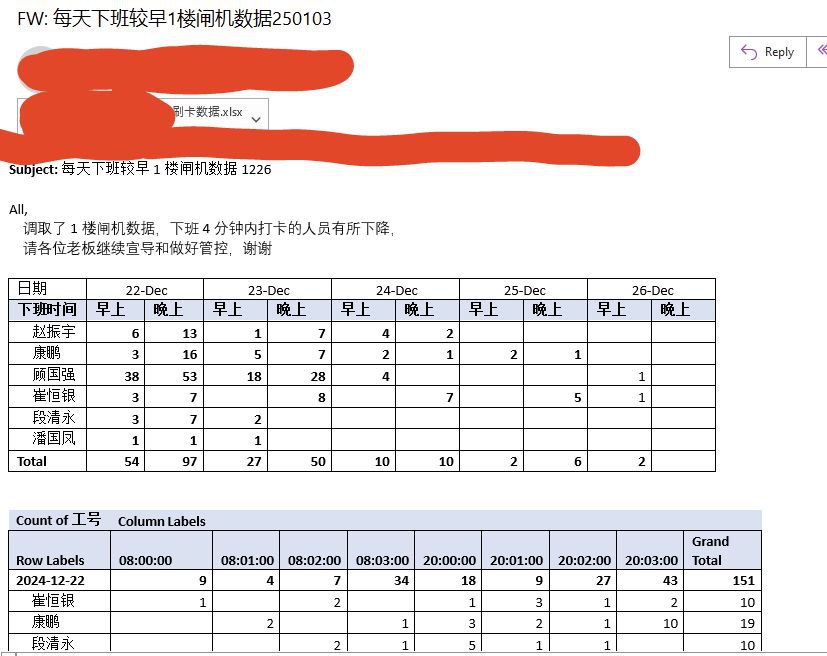 FW: 每天下班较早1楼闸机数据250103
Reply
刷卡数据.xlsx
Subject: 每天下班较早 1 楼闸机数据 1226
All,
调取了 1 楼闸机数据，下班 4 分钟内打卡的人员有所下降，
请各位老板继续宣导和做好管控，谢谢
日期 22-Dec 23-Dec 24-Dec 25-Dec 26-Dec
下班时间 早上 晚上 早上 晚上 早上 晚上 早上 晚上 早上 晚上
赵振宇 6 13 1 7 4 2
康鹏 3 16 5 7 2 1 2 1
顾国强 38 53 18 28 4 1
崔恒银 3 7 8 7 5 1
段清永 3 7 2
潘国凤 1 1 1
Total 54 97 27 50 10 10 2 6 2
Count of 工号 Column Labels
Row Labels 08:00:00 08:01:00 08:02:00 08:03:00 20:00:00 20:01:00 20:02:00 20:03:00 Grand Total
2024-12-22 9 4 7 34 18 9 27 43 151
崔恒银 1 2 1 3 1 2 10
康鹏 2 1 3 2 1 10 19
段清永 2 1 5 1 1 10